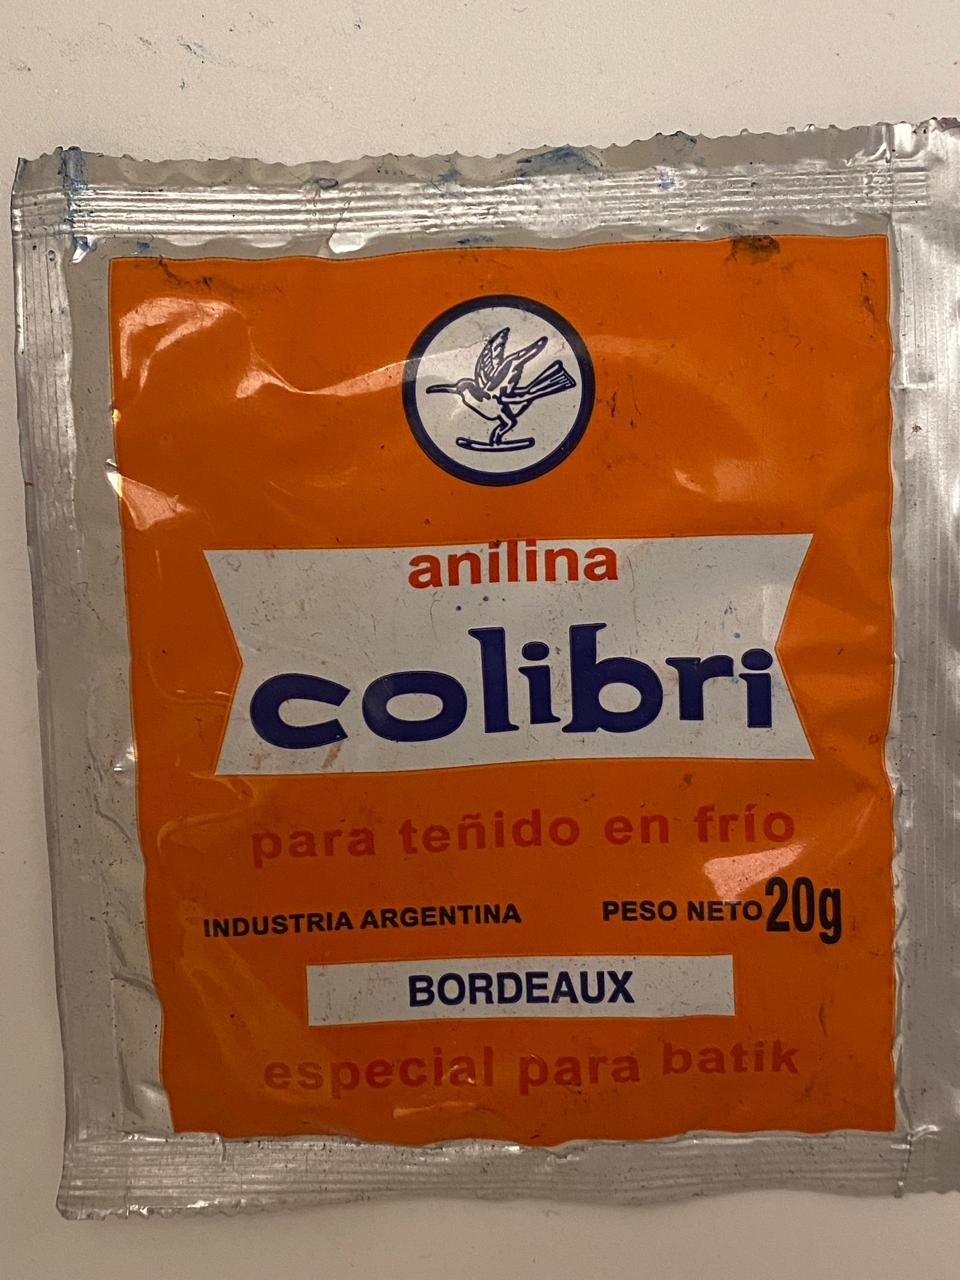 anilina
colibri
para teñido en frío
INDUSTRIA ARGENTINA PESO NETO 20g
BORDEAUX
especial para batik